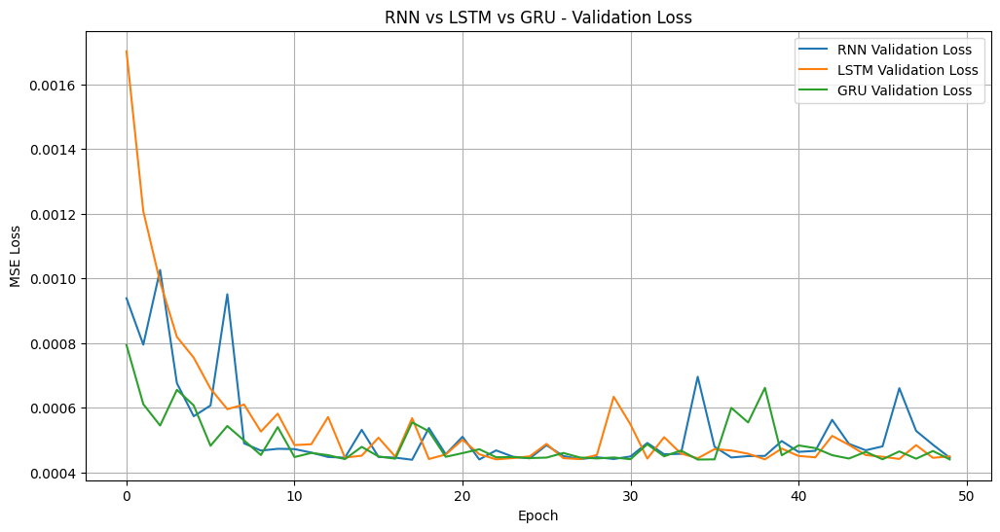 RNN vs LSTM vs GRU - Validation Loss
RNN Validation Loss
LSTM Validation Loss
GRU Validation Loss
MSE Loss
0.0016
0.0014
0.0012
0.0010
0.0008
0.0006
0.0004
0 10 20 30 40 50
Epoch